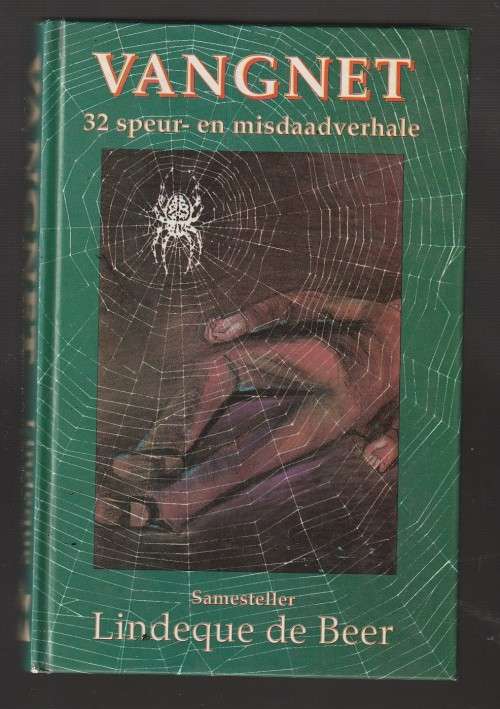 VANGNET
32 speur- en misdaadverhale
Samesteller
Lindeque de Beer